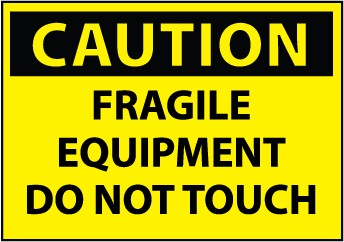 CAUTION
FRAGILE
EQUIPMENT
DO NOT TOUCH